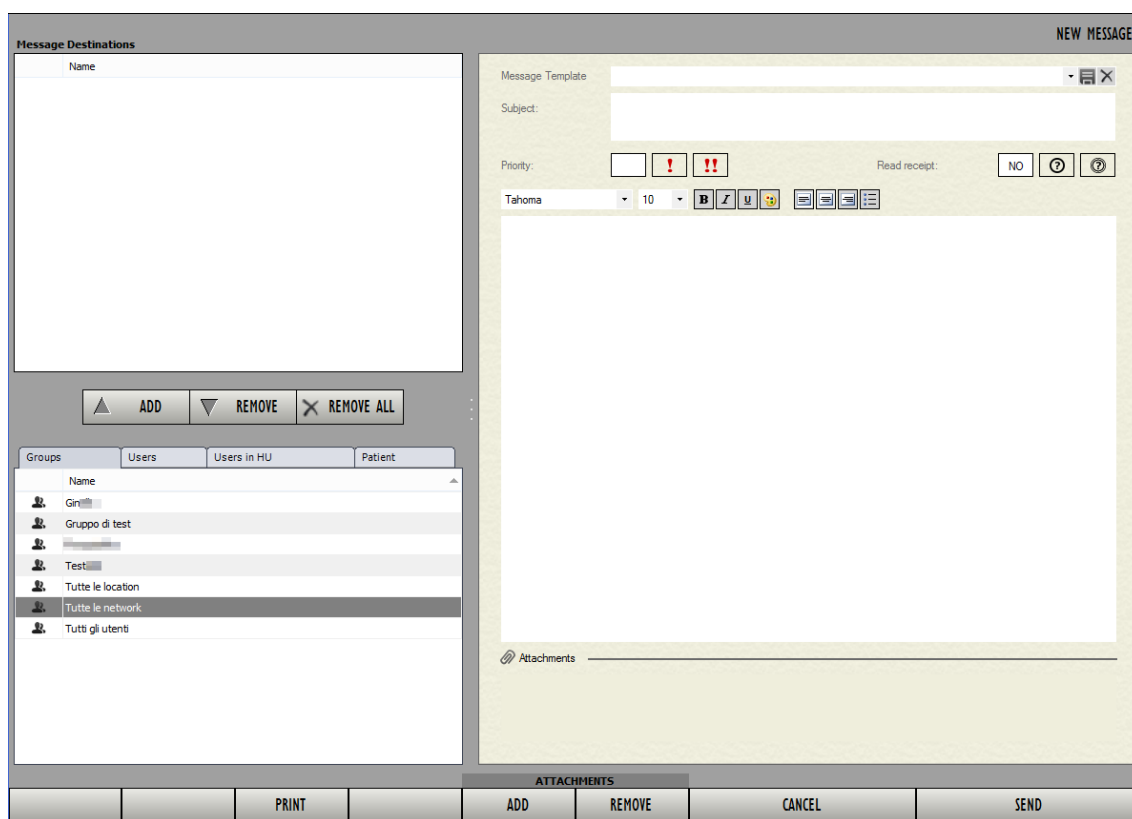 NEW MESSAGE
Message Destinations
Name
ADD REMOVE REMOVE ALL
Groups Users Users in HU Patient
Name
Gruppo di test
Tutte le location
Tutte le network
Tutti gli utenti
Message Template
Subject:
Priority: ! !! Read receipt: NO ? ?
Tahoma 10 B I U
Attachments
ATTACHMENTS
PRINT ADD REMOVE CANCEL SEND